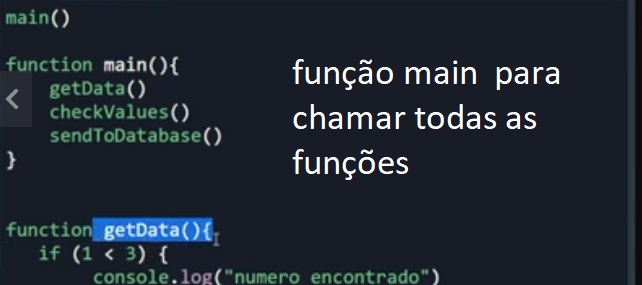 main()
function main(){
getData()
checkValues()
sendToDatabase()
}
função main para
chamar todas as
funções
function getData(){
if (1 < 3) {
console.log("numero encontrado")